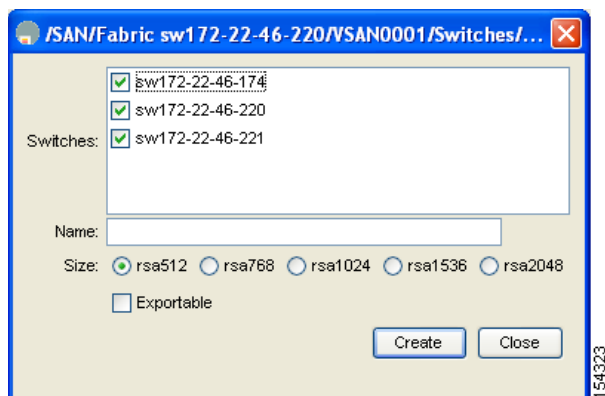 /SAN/Fabric sw172-22-46-220/VSAN0001/Switches/...
sw172-22-46-174
sw172-22-46-220
Switches: sw172-22-46-221
Name:
Size: rsa512 rsa768 rsa1024 rsa1536 rsa2048
Exportable
Create Close
154323